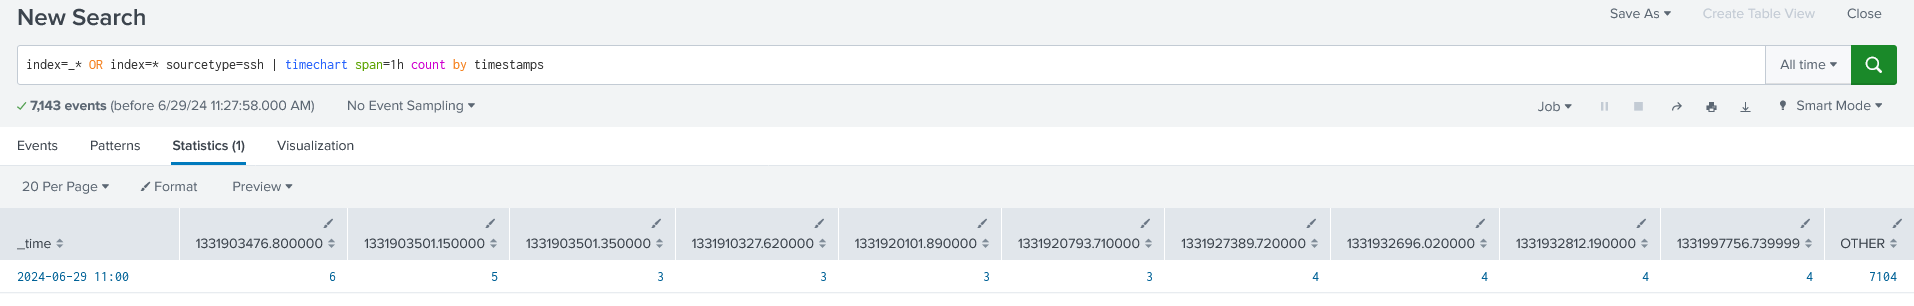 New Search
Save As
Create Table View
Close
index=_* OR index=* sourcetype=ssh | timechart span=1h count by timestamps
All time
7,143 events (before 6/29/24 11:27:58.000 AM)
No Event Sampling
Job
Smart Mode
Events
Patterns
Statistics (1)
Visualization
20 Per Page
Format
Preview
_time 1331903476.800000 1331903501.150000 1331903501.350000 1331910327.620000 1331920101.890000 1331920793.710000 1331927389.720000 1331932696.020000 1331932812.190000 1331997756.739999 OTHER
2024-06-29 11:00 6 5 3 3 3 3 4 4 4 4 7104